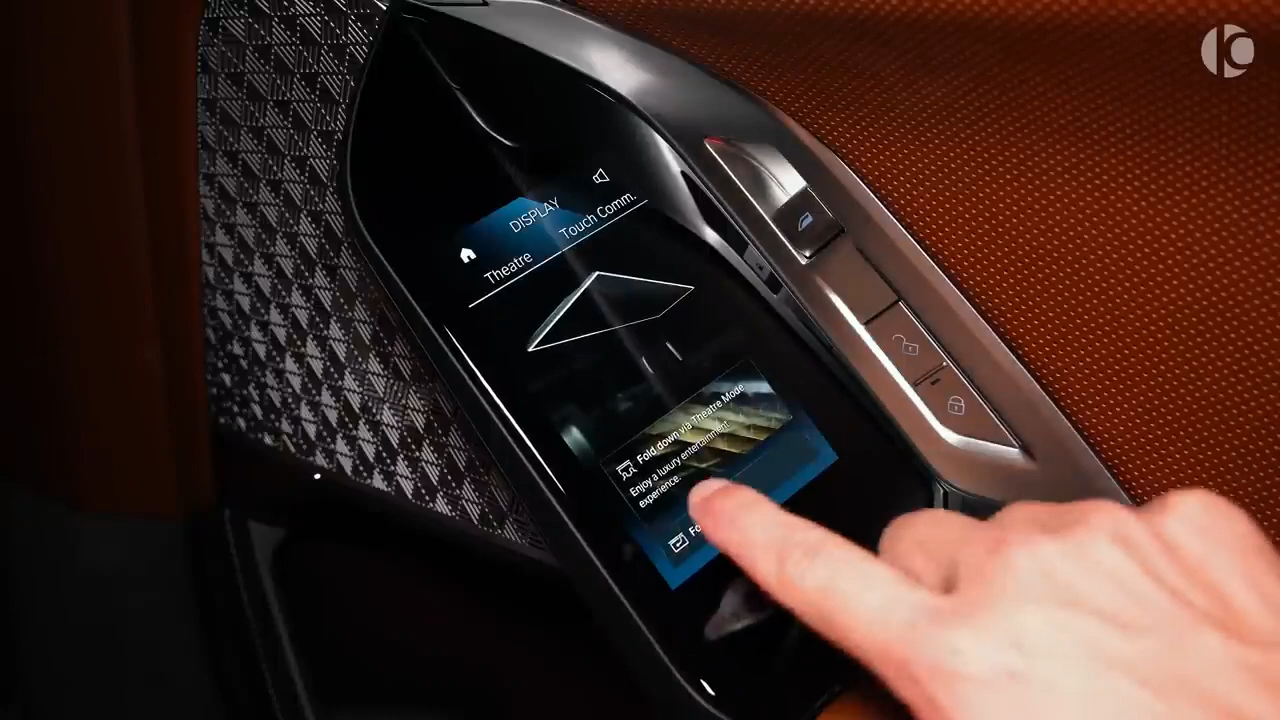 DISPLAY
Theatre Touch Comm.
Fold down via Theatre Mode
Enjoy a luxury entertainment
experience.